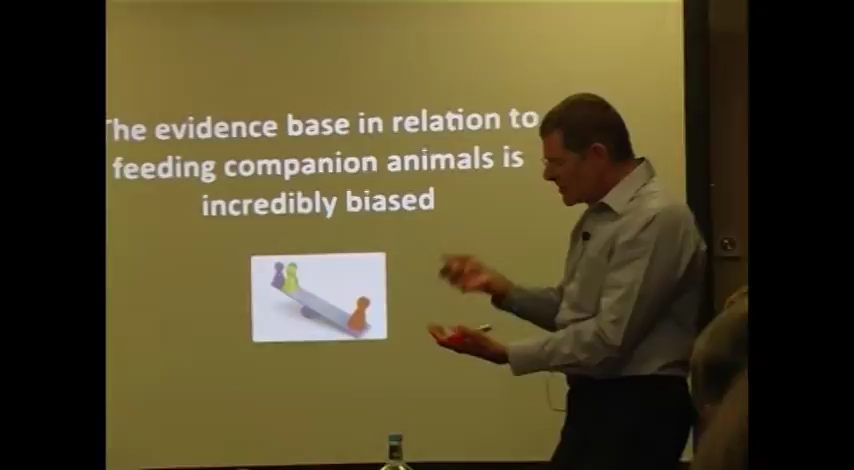 The evidence base in relation to
feeding companion animals is
incredibly biased